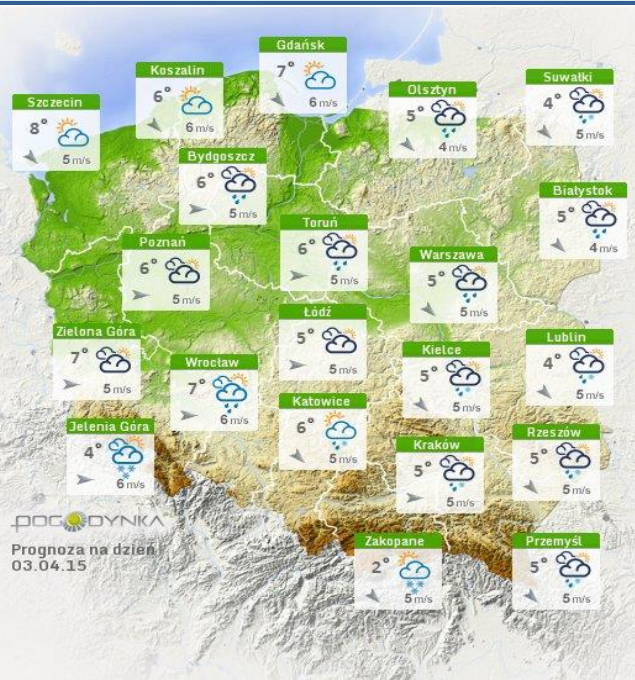 Gdańsk
7°
6 m/s
Koszalin
6°
6 m/s
Suwałki
4°
5 m/s
Olsztyn
5°
4 m/s
Szczecin
8°
5 m/s
Bydgoszcz
6°
5 m/s
Białystok
5°
4 m/s
Toruń
6°
5 m/s
Poznań
6°
5 m/s
Warszawa
5°
5 m/s
Łódź
5°
5 m/s
Zielona Góra
7°
5 m/s
Lublin
4°
5 m/s
Kielce
5°
5 m/s
Wrocław
7°
6 m/s
Katowice
6°
5 m/s
Jelenia Góra
4°
6 m/s
Rzeszów
5°
5 m/s
Kraków
5°
5 m/s
POGODYNKA
Prognoza na dzień
03.04.15
Zakopane
2°
5 m/s
Przemyśl
5°
5 m/s